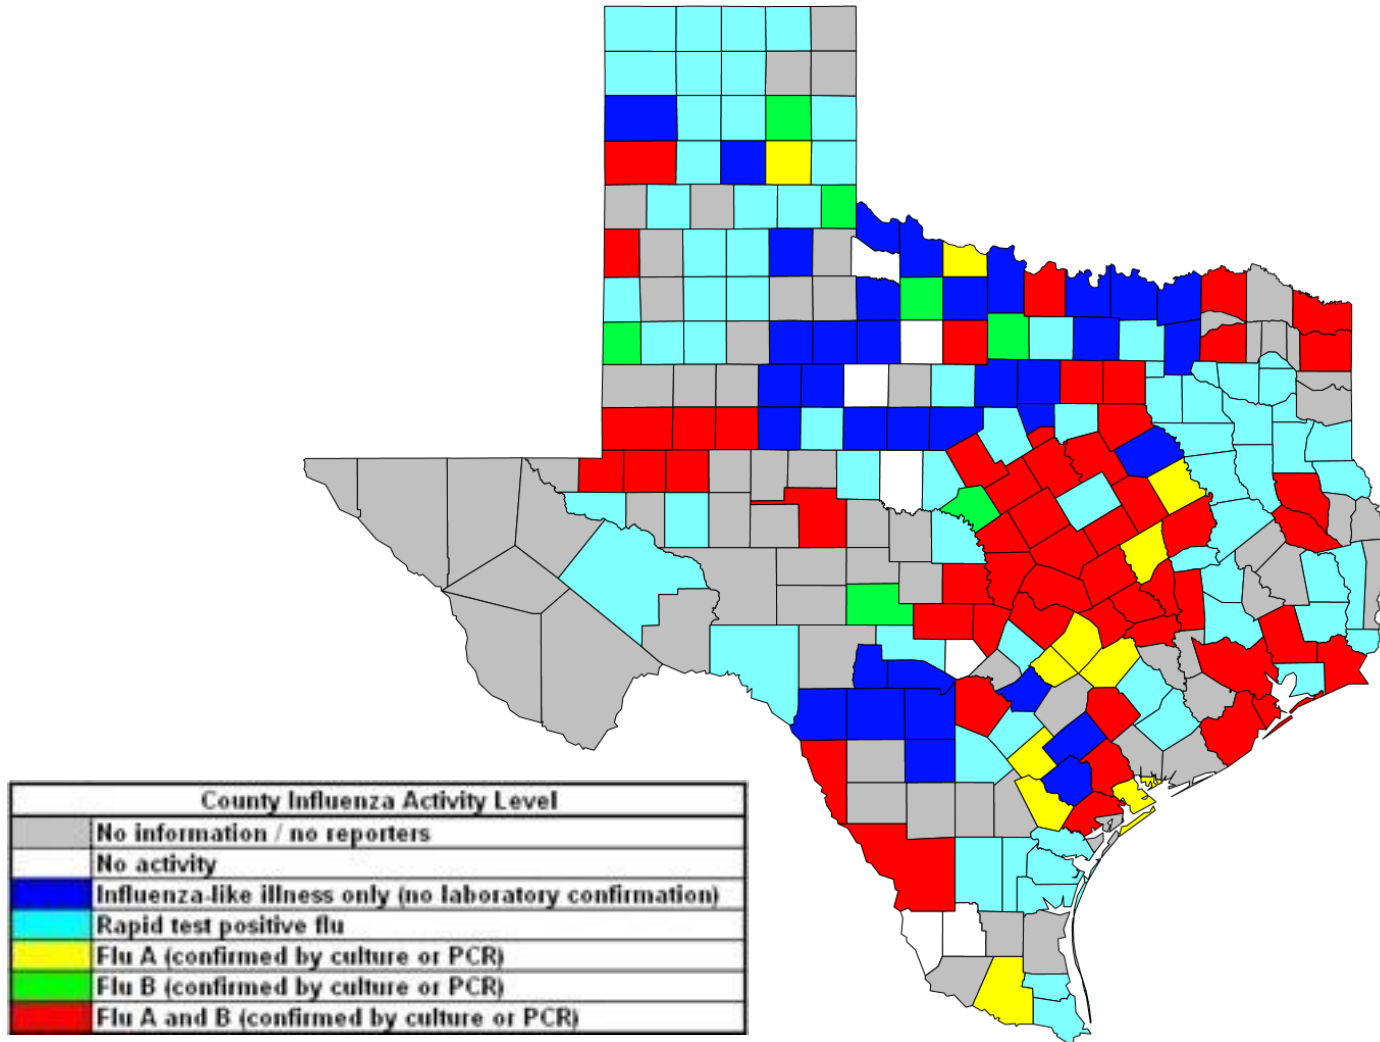 County Influenza Activity Level
No information / no reporters
No activity
Influenza-like illness only (no laboratory confirmation)
Rapid test positive flu
Flu A (confirmed by culture or PCR)
Flu B (confirmed by culture or PCR)
Flu A and B (confirmed by culture or PCR)